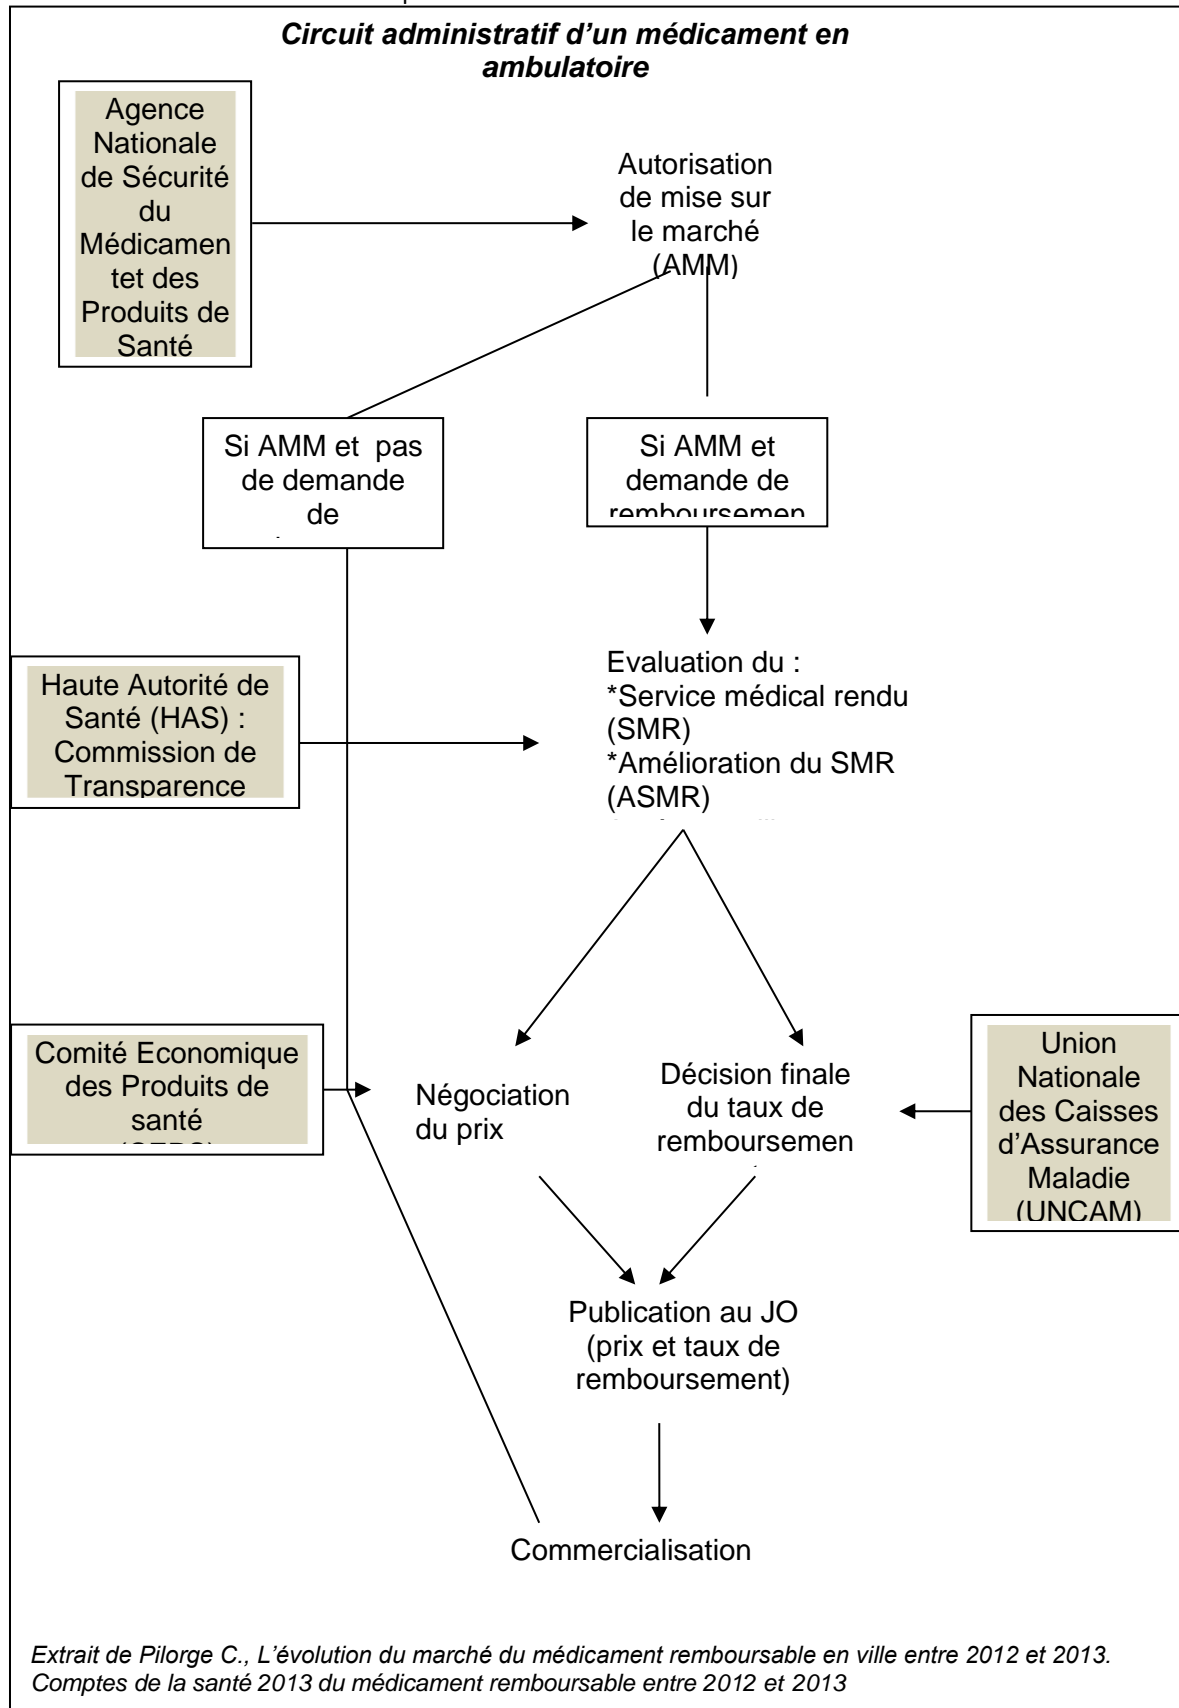 Circuit administratif d’un médicament en
ambulatoire
Agence
Nationale
de Sécurité
du
Médicamen
tet des
Produits de
Santé
Autorisation
de mise sur
le marché
(AMM)
Si AMM et pas
de demande
de
Si AMM et
demande de
remboursemen
Haute Autorité de
Santé (HAS) :
Commission de
Transparence
Evaluation du :
*Service médical rendu
(SMR)
*Amélioration du SMR
(ASMR)
Comité Economique
des Produits de
santé
(CEPS)
Négociation
du prix
Décision finale
du taux de
remboursemen
Union
Nationale
des Caisses
d’Assurance
Maladie
(UNCAM)
Publication au JO
(prix et taux de
remboursement)
Commercialisation
Extrait de Pilorge C., L’évolution du marché du médicament remboursable en ville entre 2012 et 2013.
Comptes de la santé 2013 du médicament remboursable entre 2012 et 2013